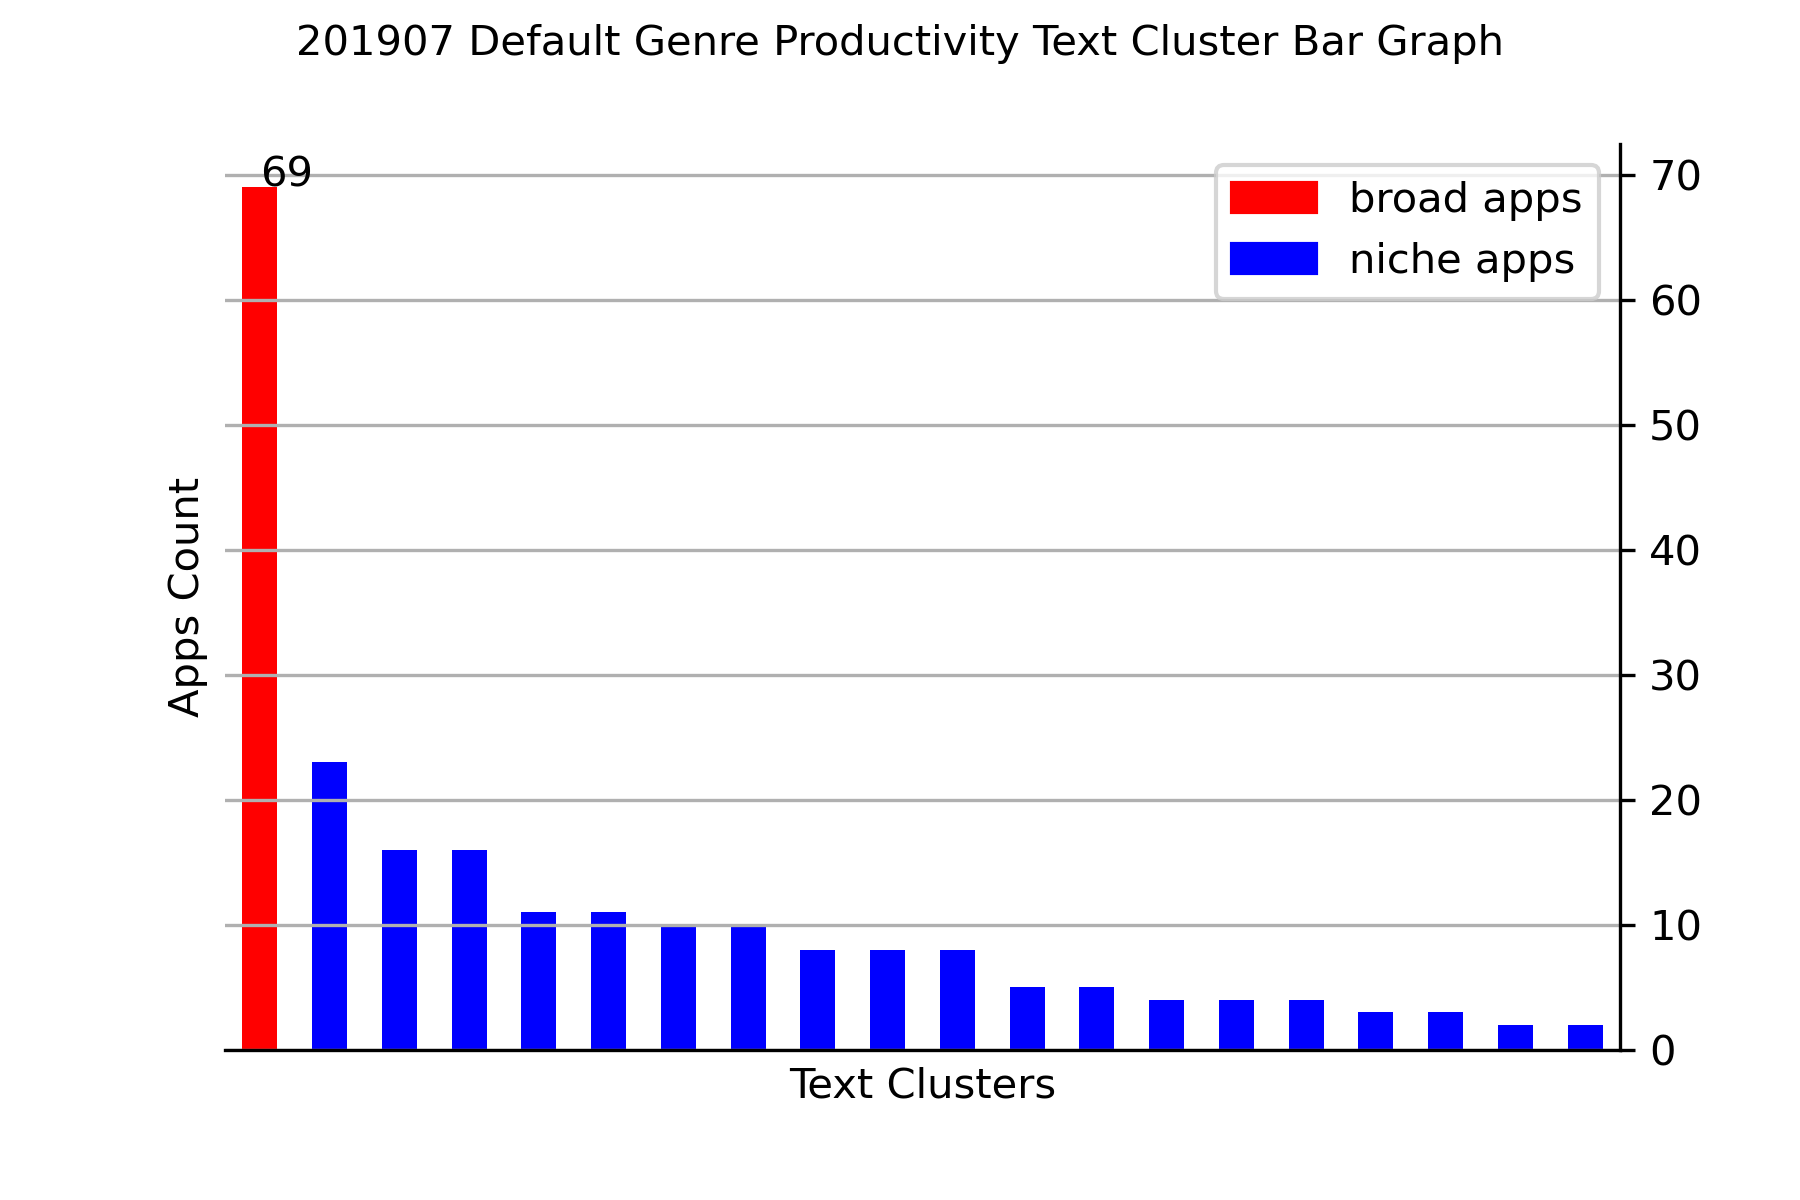 201907 Default Genre Productivity Text Cluster Bar Graph
69
broad apps
niche apps
70
60
50
40
30
20
10
0
Apps Count
Text Clusters